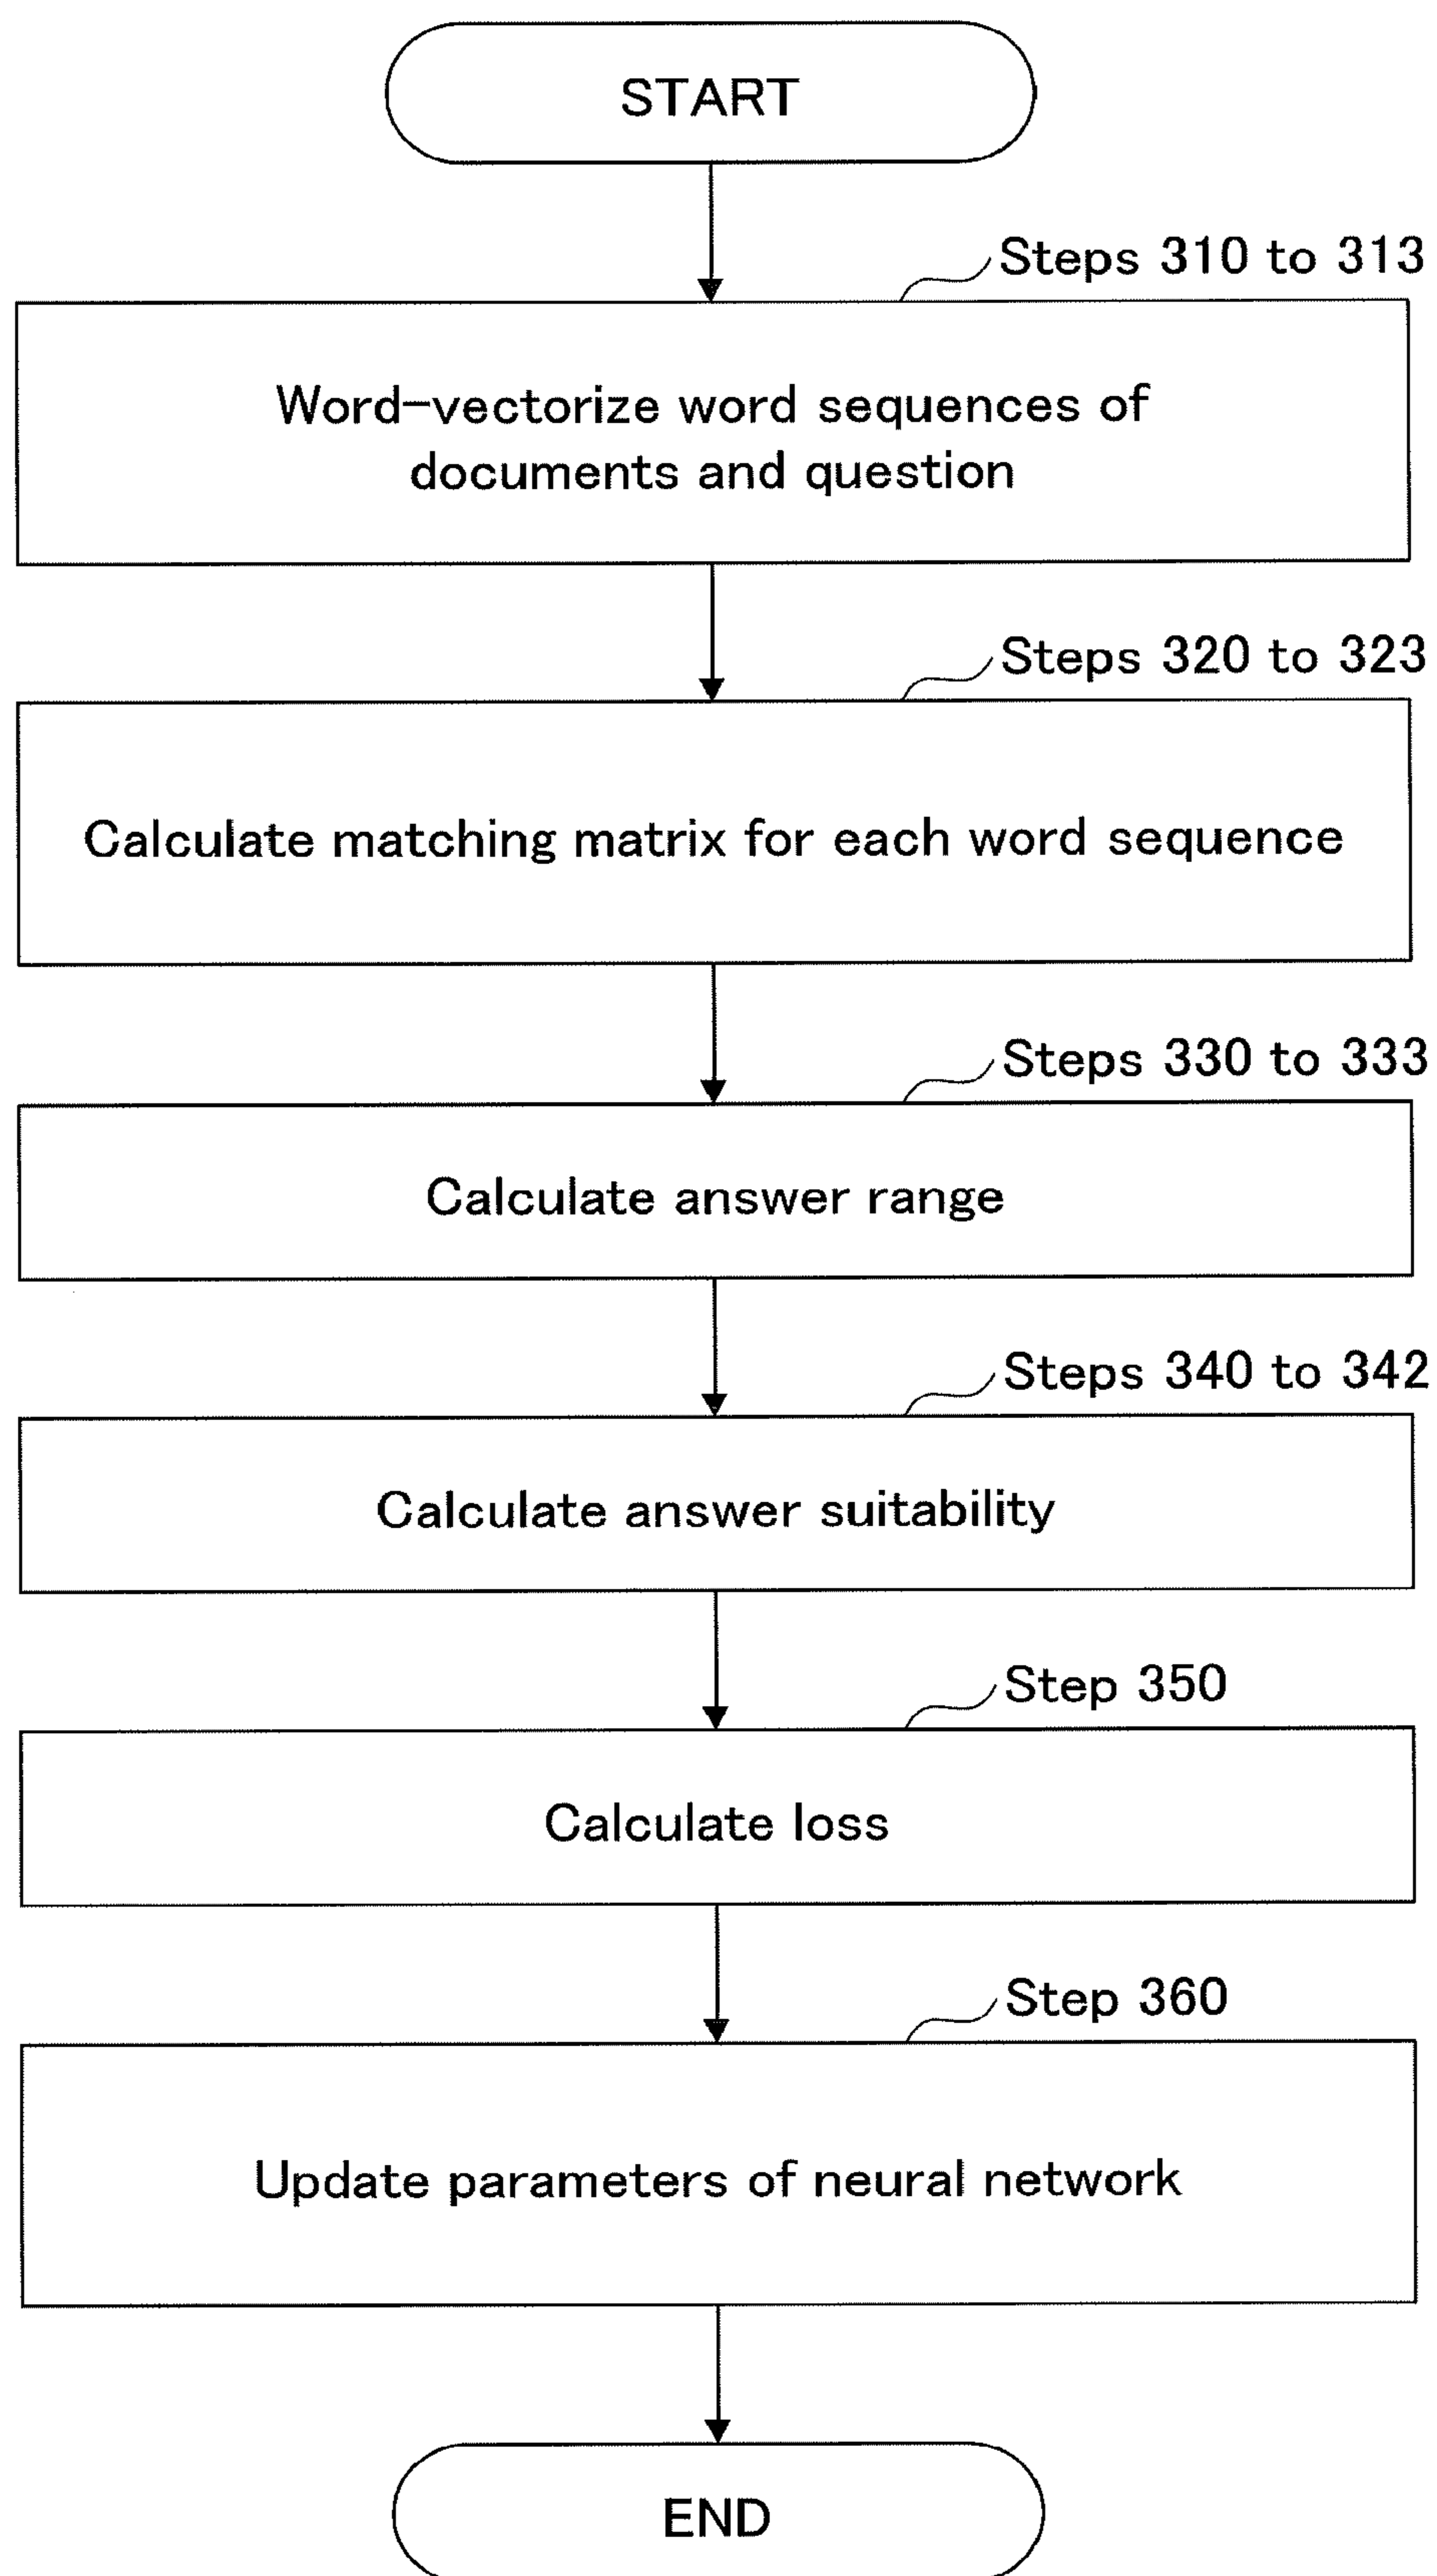 START
Steps 310 to 313
Word-vectorize word sequences of
documents and question
Steps 320 to 323
Calculate matching matrix for each word sequence
Steps 330 to 333
Calculate answer range
Steps 340 to 342
Calculate answer suitability
Step 350
Calculate loss
Step 360
Update parameters of neural network
END